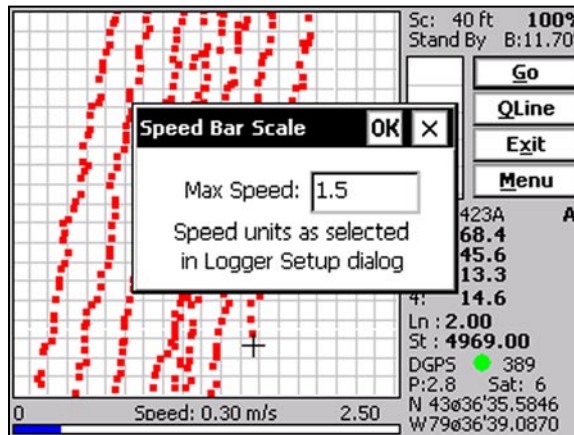 Sc: 40 ft 100%
Stand By B:11.70
Go
QLine
Exit
Menu
Speed Bar Scale OK ×
Max Speed: 1.5
Speed units as selected
in Logger Setup dialog
423A A
68.4
45.6
13.3
4: 14.6
Ln : 2.00
St : 4969.00
DGPS 389
P:2.8 Sat: 6
N 43ø36'35.5846
W79ø36'39.0870
0 Speed: 0.30 m/s 2.50